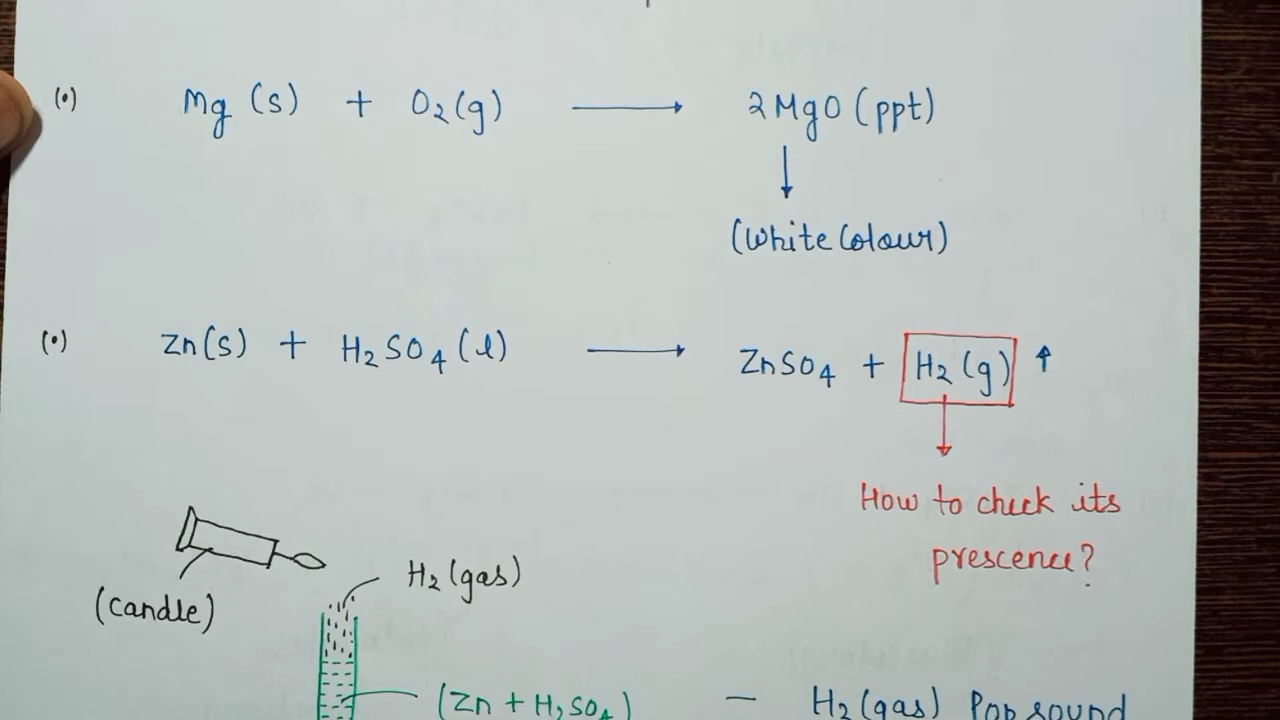 (•) Mg (s) + O2(g) ⟶ 2MgO (ppt)
↓
(White Colour)
(•) Zn(s) + H2SO4(l) ⟶ ZnSO4 + H2(g) ↑
↓
How to check its
prescence?
H2(gas)
(Candle)
(Zn + H2SO4) – H2(gas) Pop sound